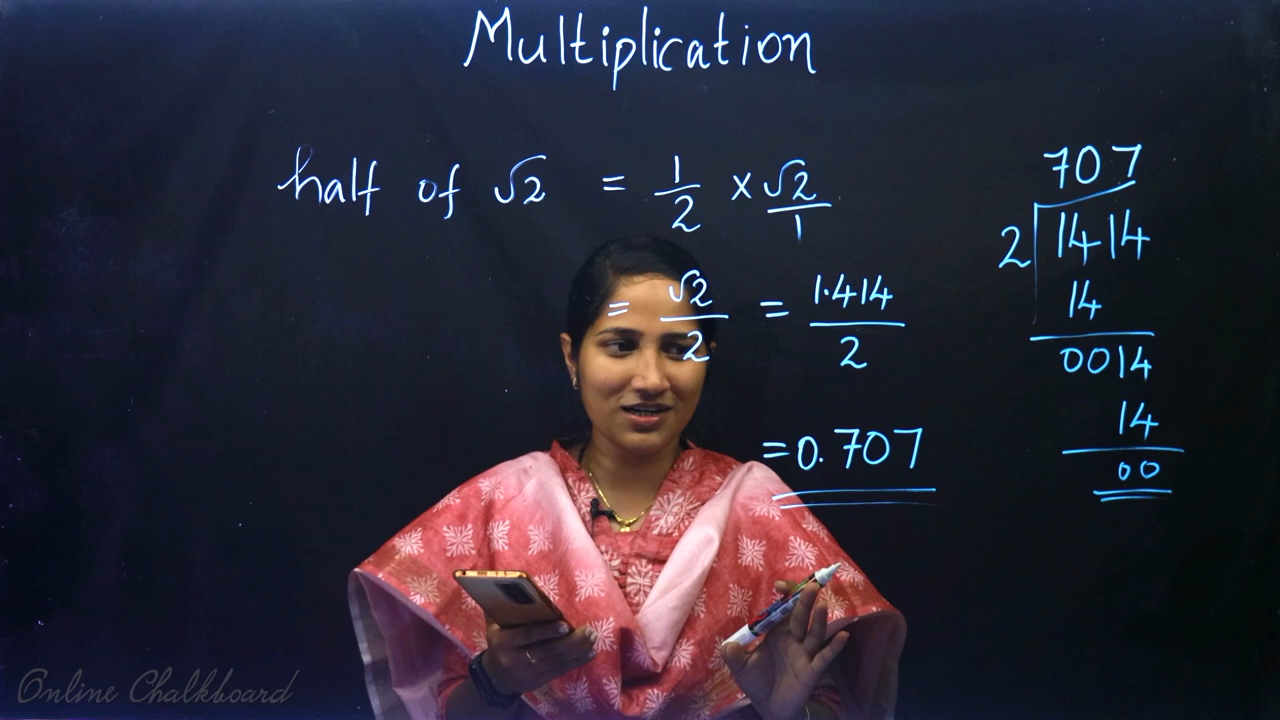 Multiplication
half of √2 = 1/2 × √2/1
= √2/2 = 1.414/2
= 0.707
707
2 1414
14
0014
14
00
Online Chalkboard